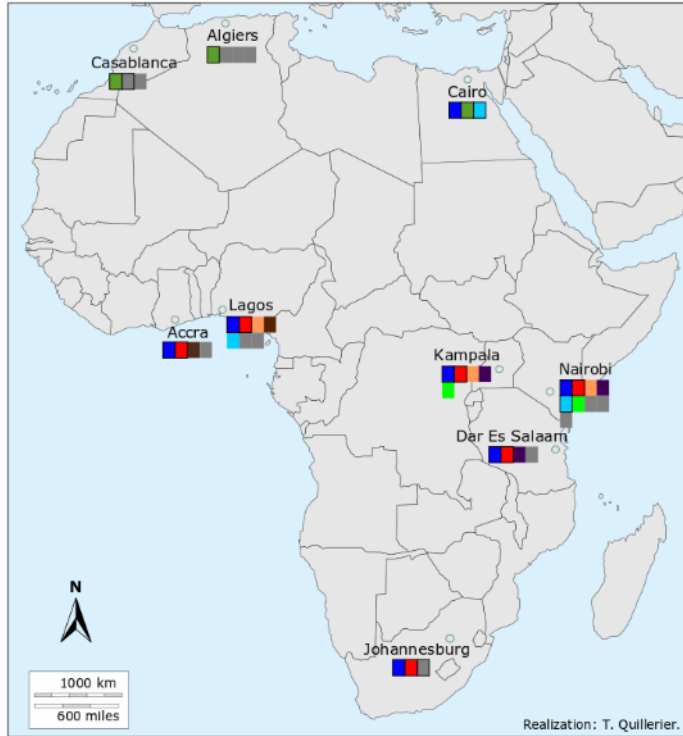 Algiers
Casablanca
Cairo
Lagos
Accra
Kampala
Nairobi
Dar Es Salaam
N
Johannesburg
1000 km
600 miles
Realization: T. Quillerier.